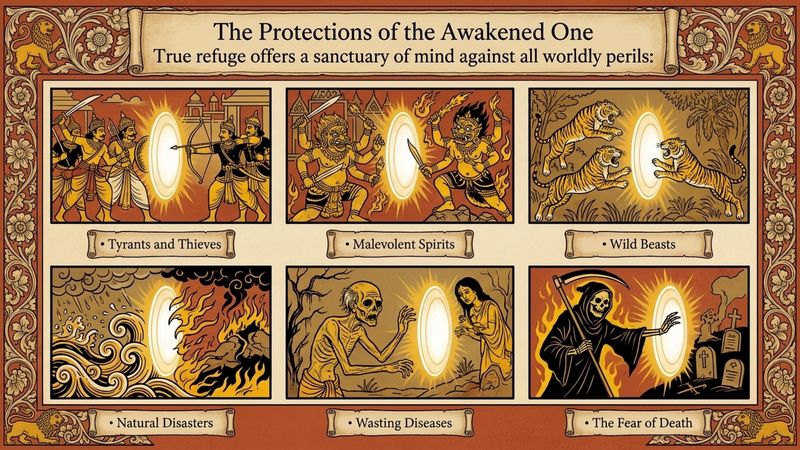 The Protections of the Awakened One
True refuge offers a sanctuary of mind against all worldly perils:
• Tyrants and Thieves
• Malevolent Spirits
• Wild Beasts
• Natural Disasters
• Wasting Diseases
• The Fear of Death